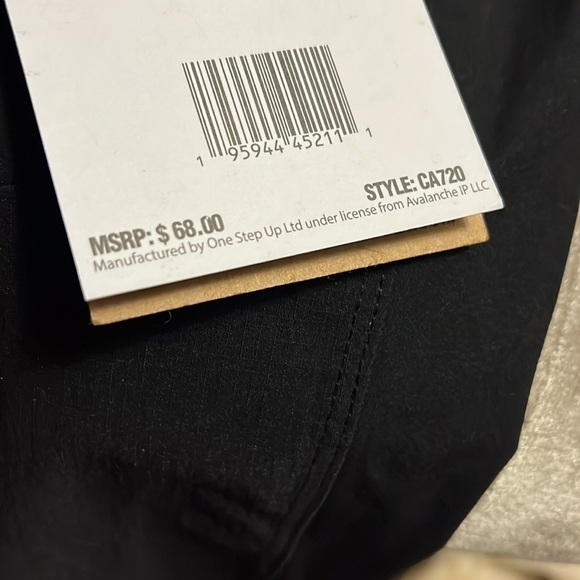 1 95944 45211 1
STYLE: CA720
MSRP: $ 68.00
Manufactured by One Step Up Ltd under license from Avalanche IP LLC